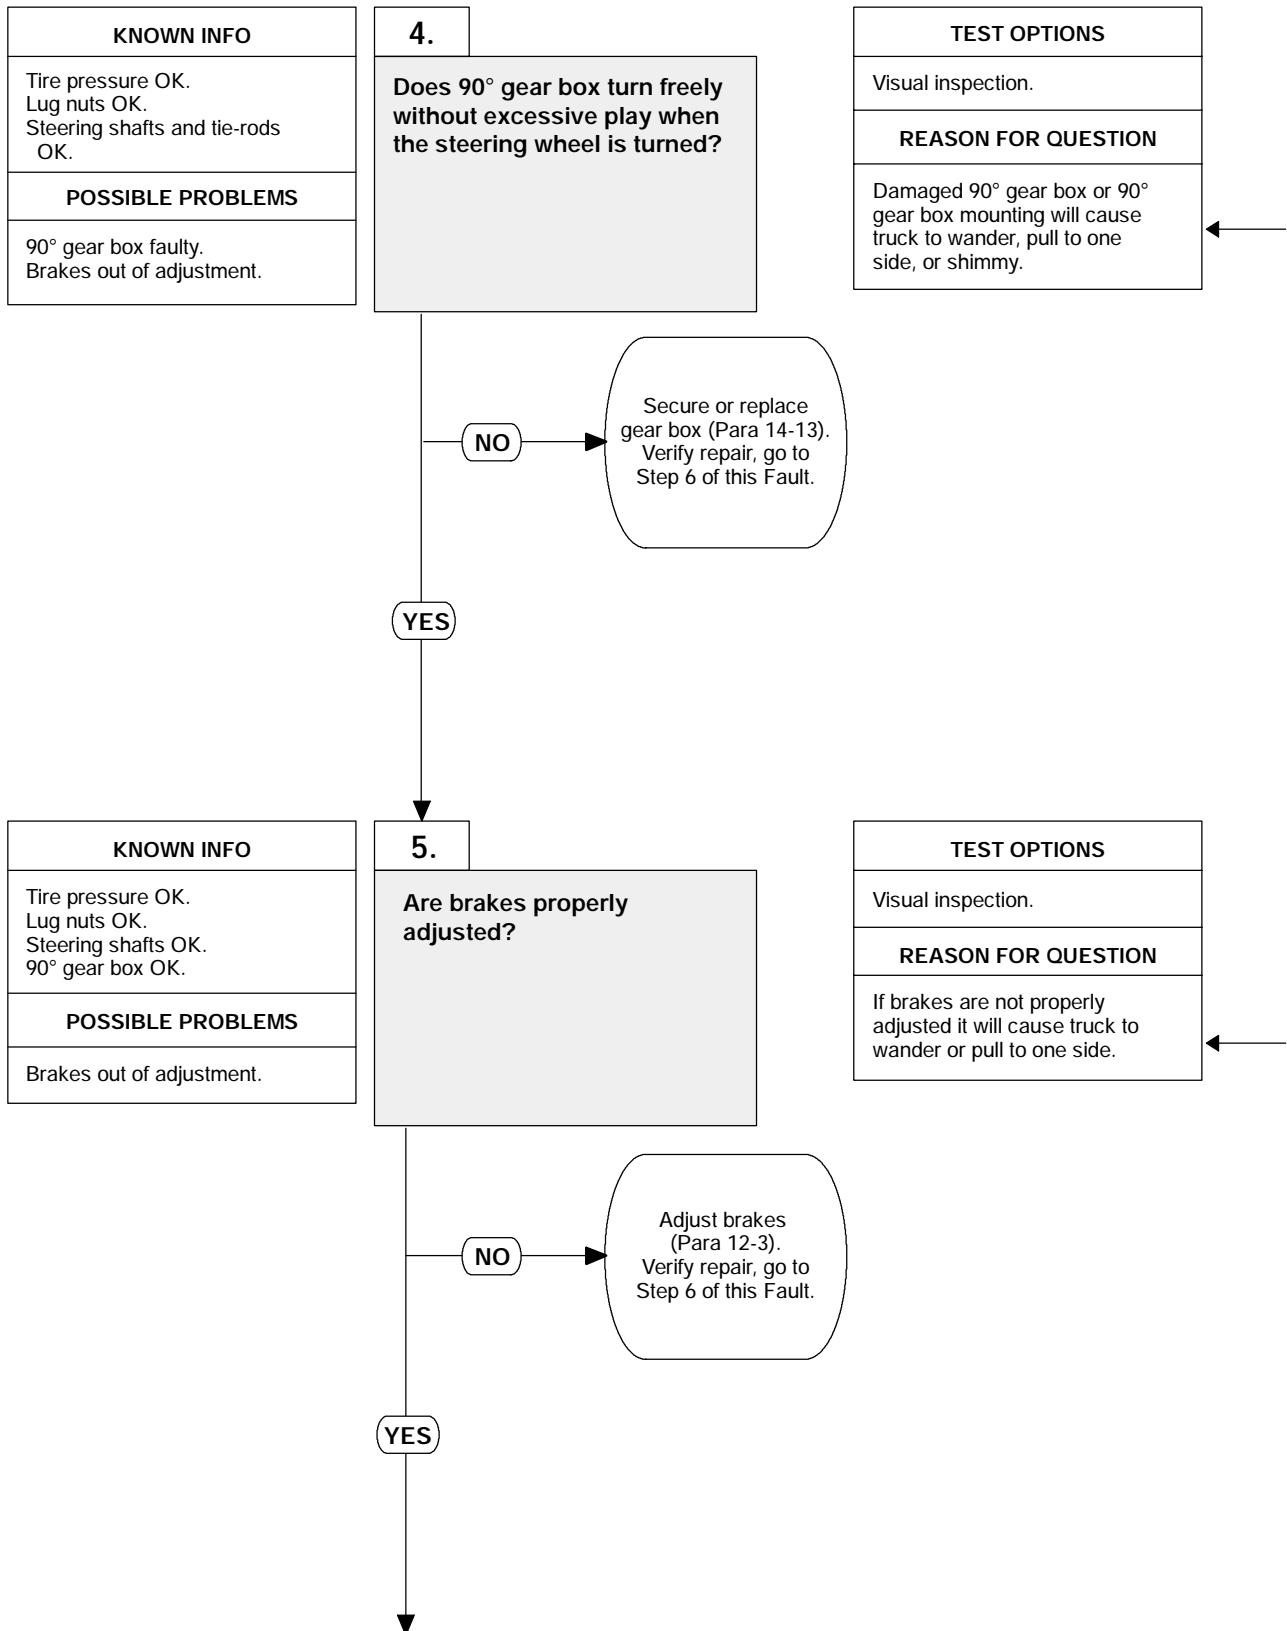 KNOWN INFO
Tire pressure OK.
Lug nuts OK.
Steering shafts and tie-rods
OK.
POSSIBLE PROBLEMS
90° gear box faulty.
Brakes out of adjustment.
4.
Does 90° gear box turn freely
without excessive play when
the steering wheel is turned?
TEST OPTIONS
Visual inspection.
REASON FOR QUESTION
Damaged 90° gear box or 90°
gear box mounting will cause
truck to wander, pull to one
side, or shimmy.
NO
Secure or replace
gear box (Para 14-13).
Verify repair, go to
Step 6 of this Fault.
YES
KNOWN INFO
Tire pressure OK.
Lug nuts OK.
Steering shafts OK.
90° gear box OK.
POSSIBLE PROBLEMS
Brakes out of adjustment.
5.
Are brakes properly
adjusted?
TEST OPTIONS
Visual inspection.
REASON FOR QUESTION
If brakes are not properly
adjusted it will cause truck to
wander or pull to one side.
NO
Adjust brakes
(Para 12-3).
Verify repair, go to
Step 6 of this Fault.
YES